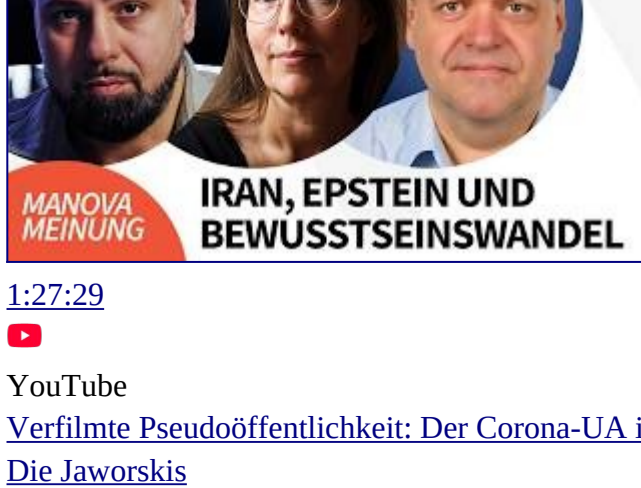 MANOVA
MEINUNG
IRAN, EPSTEIN UND
BEWUSSTSEINSWANDEL
1:27:29
YouTube
Verfilmte Pseudoöffentlichkeit: Der Corona-UA i
Die Jaworskis